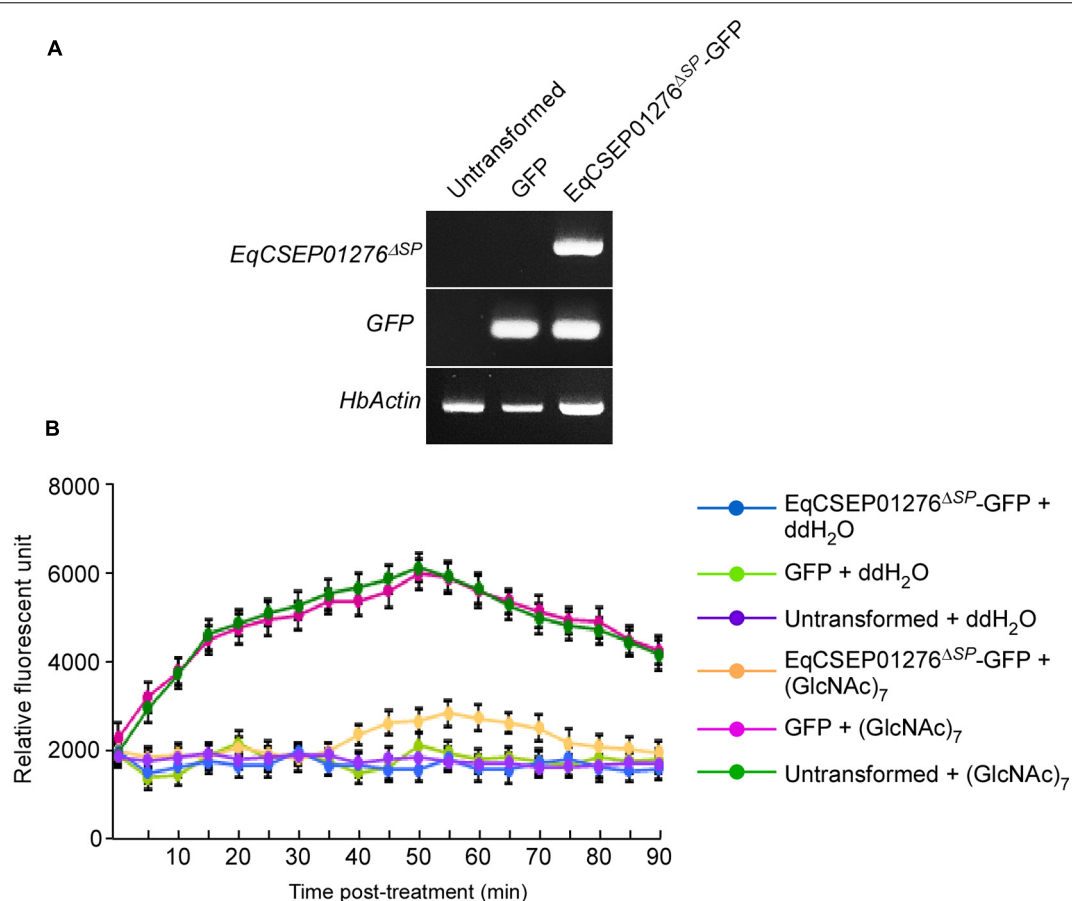 A
Untransformed
GFP
EqCSEP01276ΔSP-GFP
EqCSEP01276ΔSP
GFP
HbActin
B
8000
6000
4000
2000
0
Relative fluorescent unit
10 20 30 40 50 60 70 80 90
Time post-treatment (min)
EqCSEP01276ΔSP-GFP +
ddH2O
GFP + ddH2O
Untransformed + ddH2O
EqCSEP01276ΔSP-GFP +
(GlcNAc)7
GFP + (GlcNAc)7
Untransformed + (GlcNAc)7